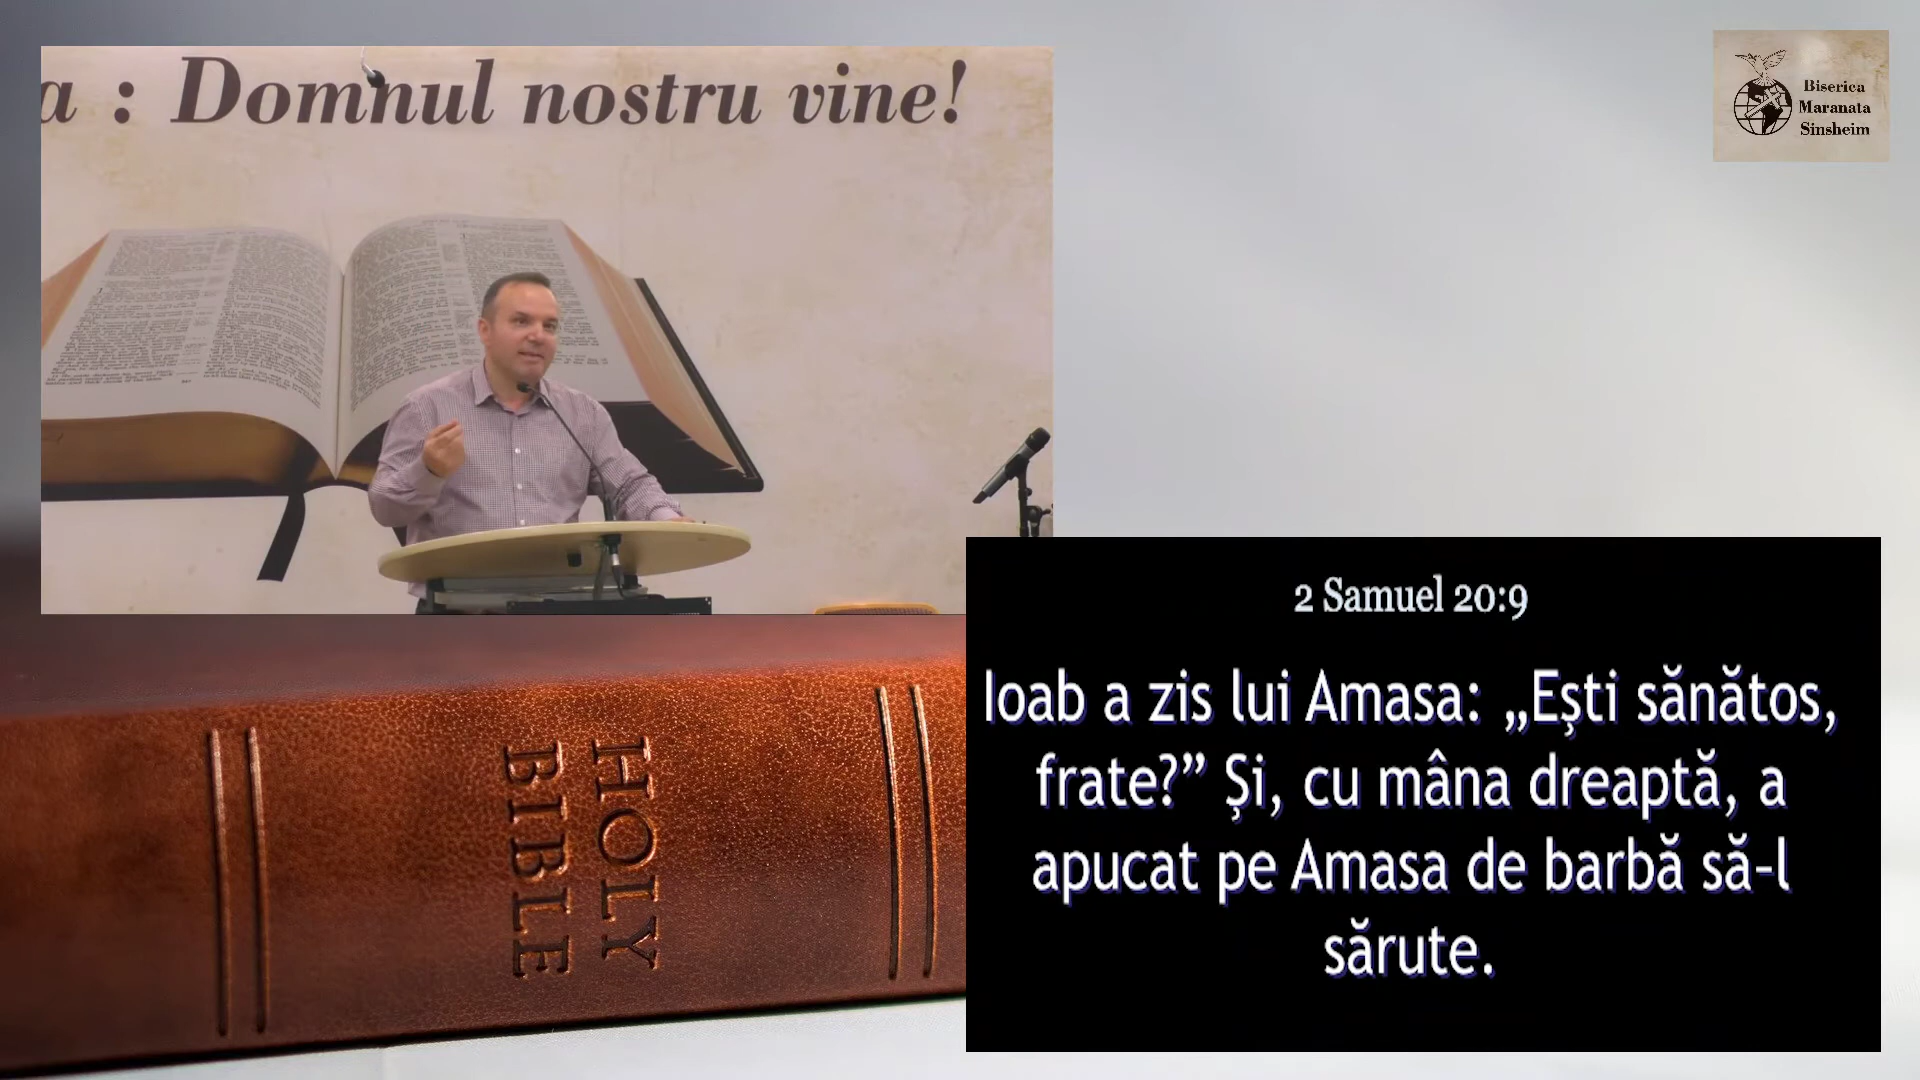 a : Domnul nostru vine!
Biserica
Maranata
Sinsheim
2 Samuel 20:9
Ioab a zis lui Amasa: „Ești sănătos,
frate?” Și, cu mâna dreaptă, a
apucat pe Amasa de barbă să-l
sărute.
HOLY
BIBLE